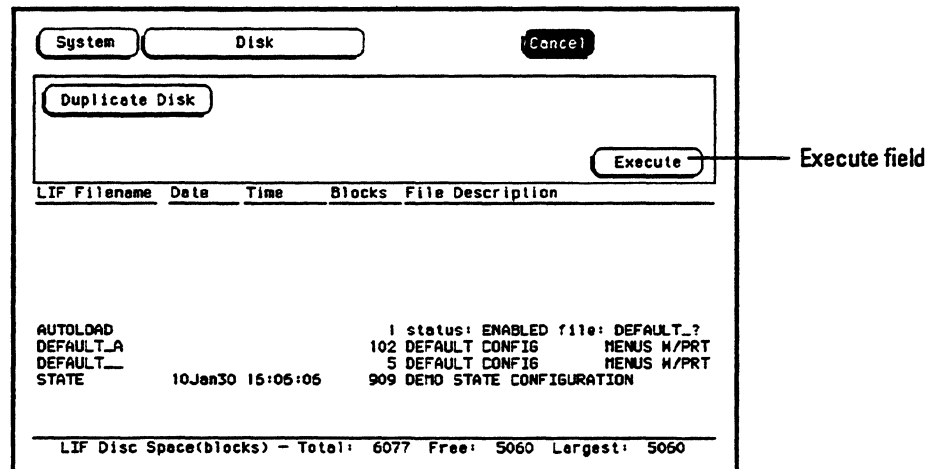 System Disk Cancel
Duplicate Disk
Execute Execute field
LIF Filename Date Time Blocks File Description
AUTOLOAD 1 status: ENABLED file: DEFAULT_?
DEFAULT_A 102 DEFAULT CONFIG MENUS W/PRT
DEFAULT__ 5 DEFAULT CONFIG MENUS W/PRT
STATE 10Jan30 15:05:06 909 DEMO STATE CONFIGURATION
LIF Disc Space(blocks) — Total: 6077 Free: 5060 Largest: 5060